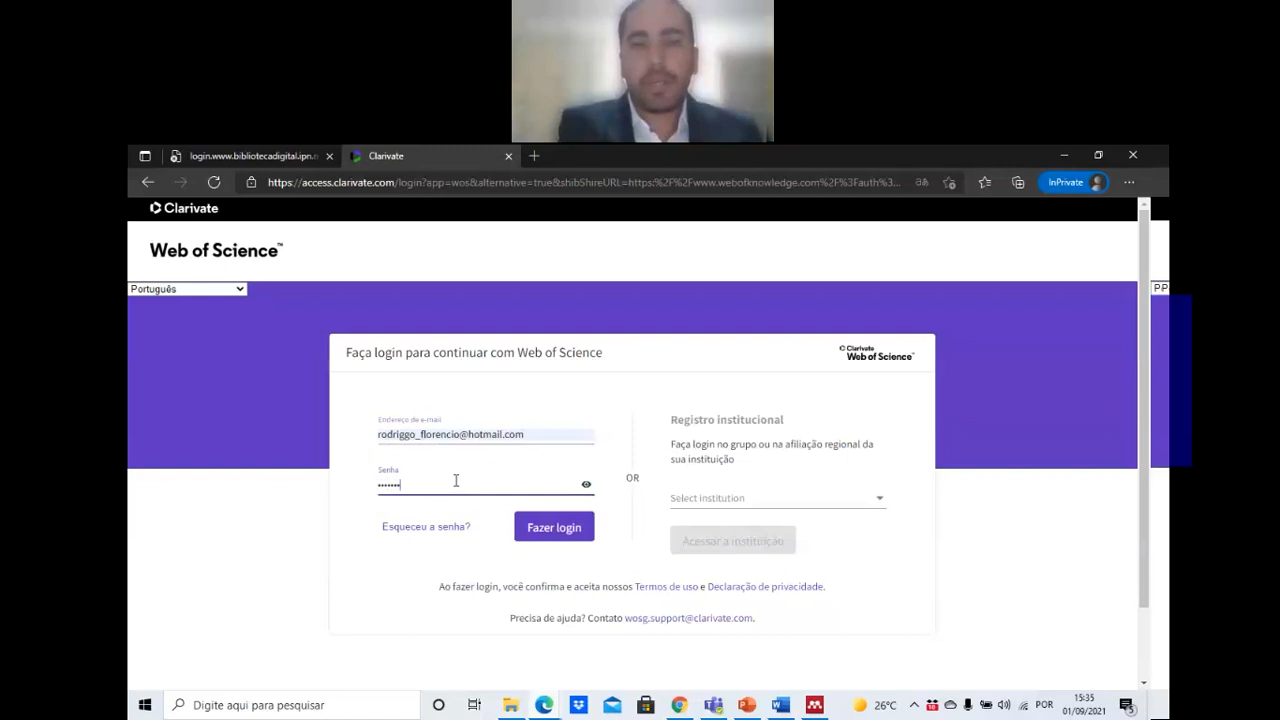 login.www.bibliotecadigital.ipn.n
Clarivate
https://access.clarivate.com/login?app=wos&alternative=true&shibShireURL=https:%2F%2Fwww.webofknowledge.com%2F%3Fauth%3...
InPrivate
Clarivate
Web of Science™
Português
PP
Faça login para continuar com Web of Science
Clarivate
Web of Science™
Endereço de e-mail
rodriggo_florencio@hotmail.com
Senha
•••••••
Esqueceu a senha?
Fazer login
OR
Registro institucional
Faça login no grupo ou na afiliação regional da
sua instituição
Select institution
Acessar a instituição
Ao fazer login, você confirma e aceita nossos Termos de uso e Declaração de privacidade.
Precisa de ajuda? Contato wosg.support@clarivate.com.
Digite aqui para pesquisar
26°C
POR
15:35
01/09/2021